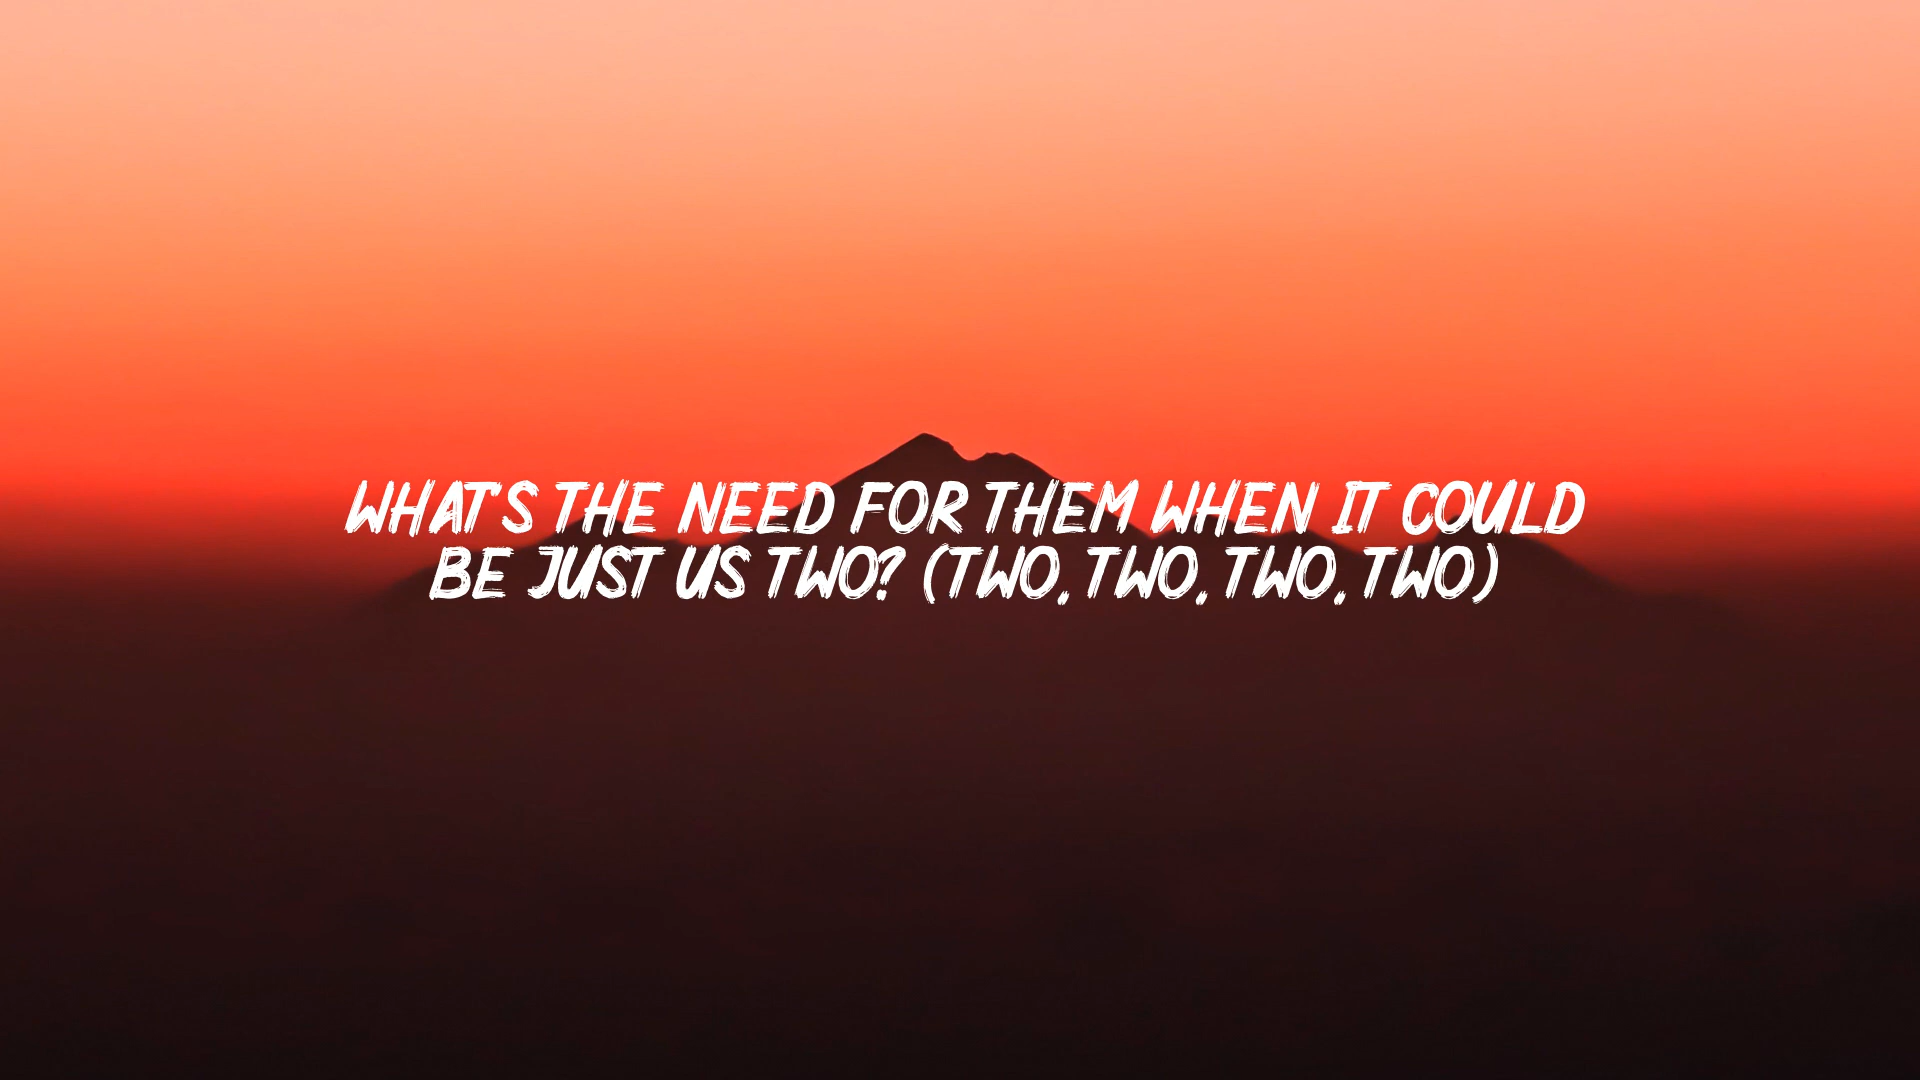 WHAT'S THE NEED FOR THEM WHEN IT COULD
BE JUST US TWO? (TWO, TWO, TWO, TWO)